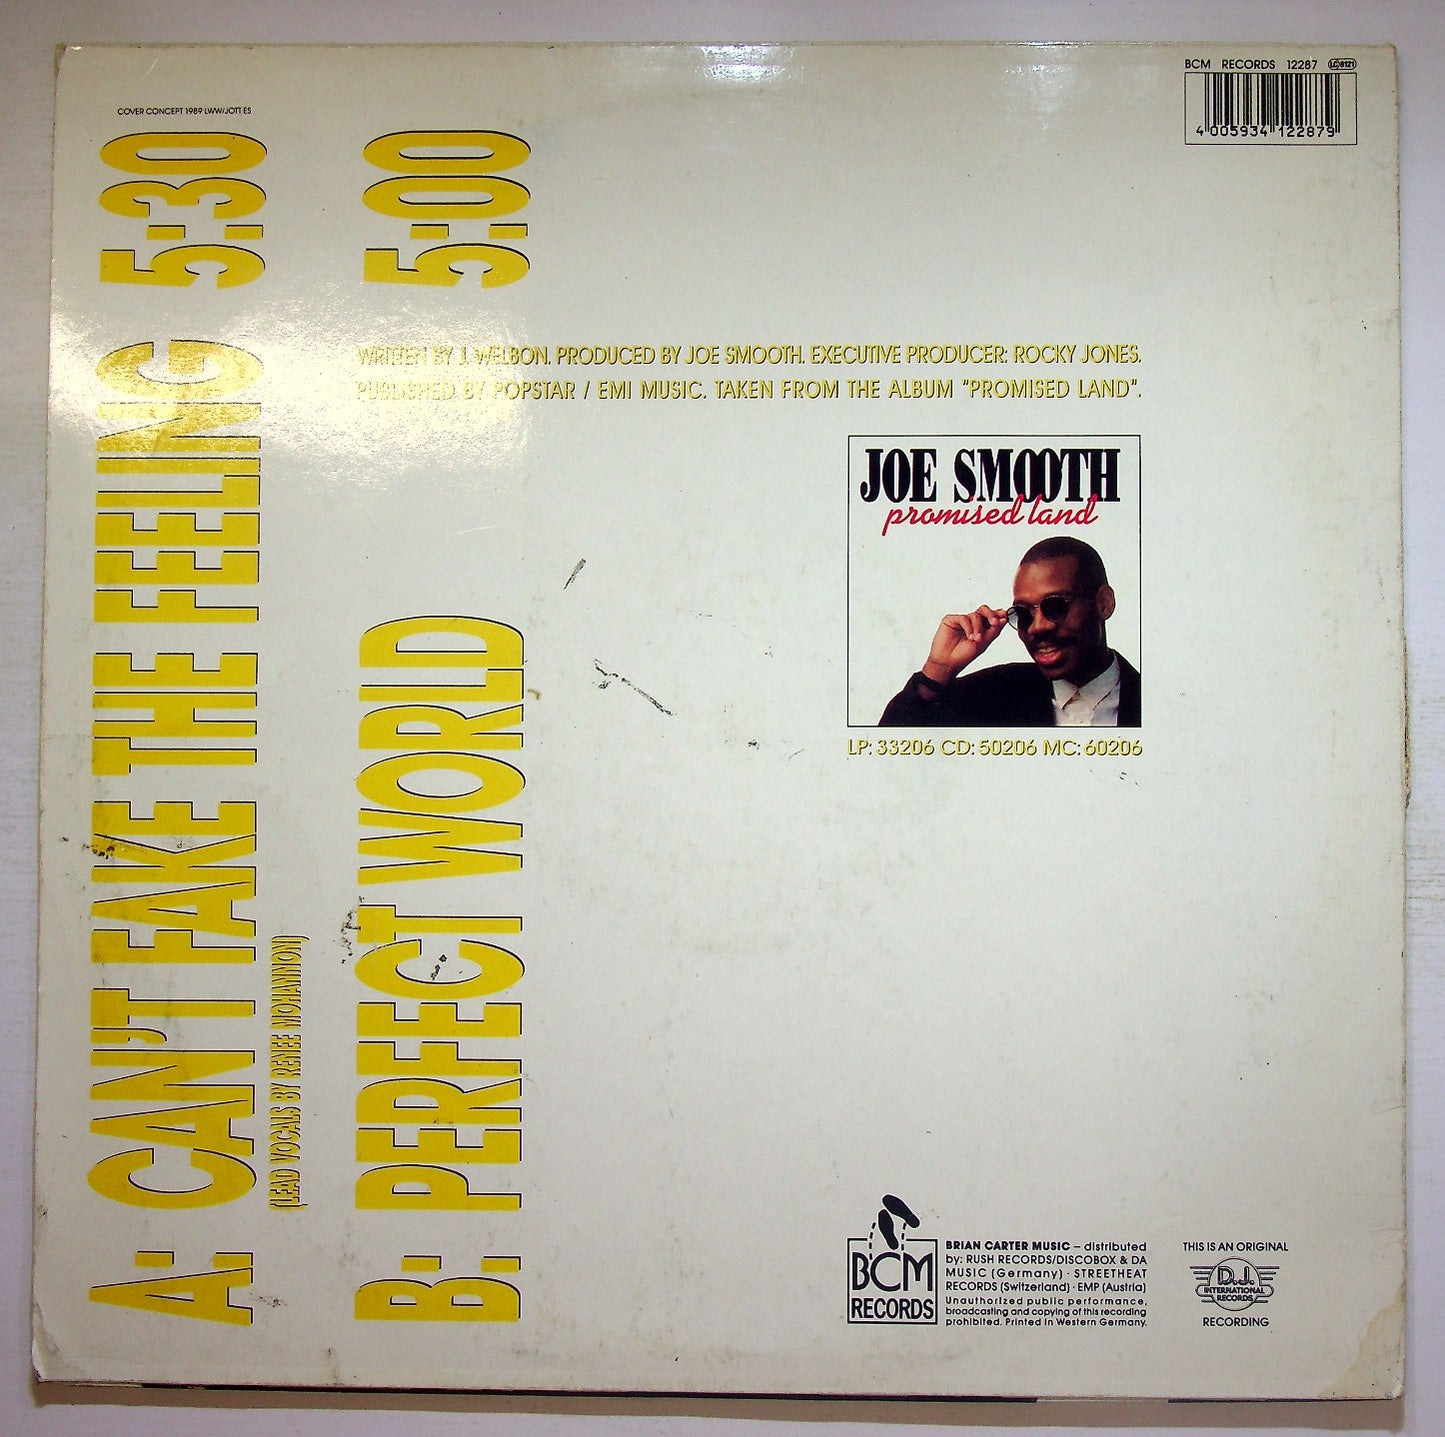 COVER CONCEPT 1989 LWW/JOTT ES
BCM RECORDS 12287 LC 8121
4 005934 122879
A: CAN'T FAKE THE FEELING 5:30
(LEAD VOCALS BY RENEE MOHANNON)
B: PERFECT WORLD 5:00
WRITTEN BY J. WELBON. PRODUCED BY JOE SMOOTH. EXECUTIVE PRODUCER: ROCKY JONES.
PUBLISHED BY POPSTAR / EMI MUSIC. TAKEN FROM THE ALBUM "PROMISED LAND".
JOE SMOOTH
promised land
LP: 33206 CD: 50206 MC: 60206
BCM
RECORDS
BRIAN CARTER MUSIC – distributed
by: RUSH RECORDS/DISCOBOX & DA
MUSIC (Germany) · STREETHEAT
RECORDS (Switzerland) · EMP (Austria)
Unauthorized public performance,
broadcasting and copying of this recording
prohibited. Printed in Western Germany.
THIS IS AN ORIGINAL
D.J.
INTERNATIONAL
RECORDS
RECORDING